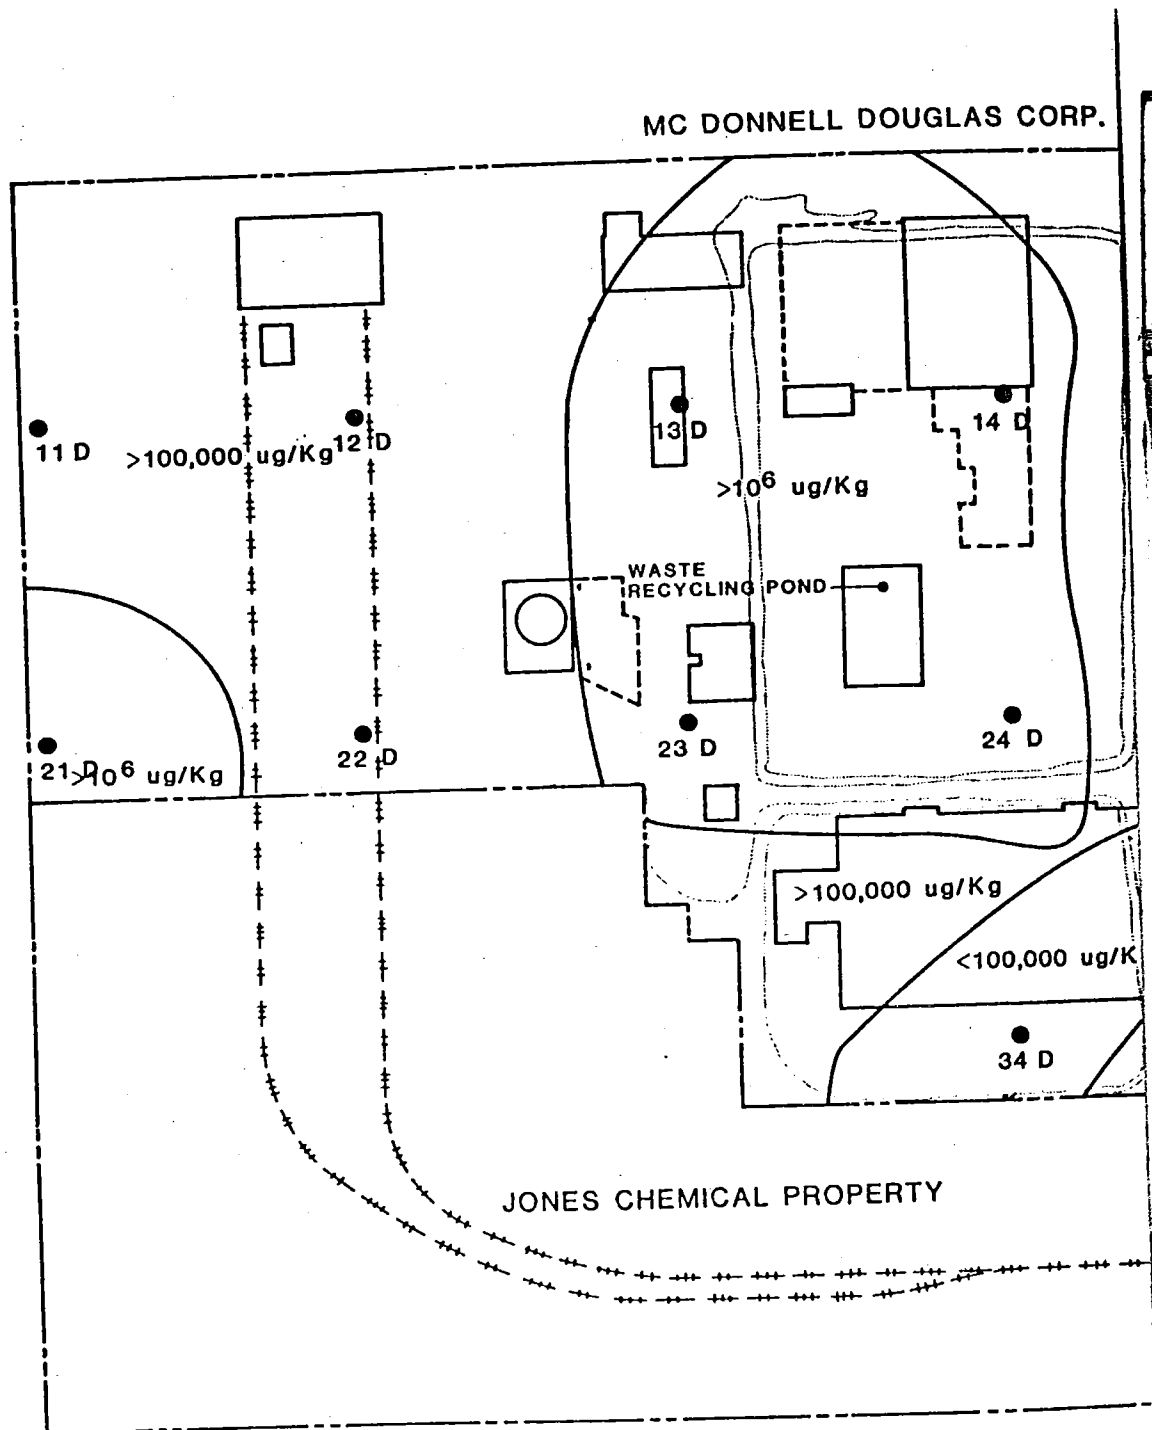 MC DONNELL DOUGLAS CORP.
11 D
>100,000 ug/Kg
12 D
13 D
14 D
>10⁶ ug/Kg
WASTE
RECYCLING POND
21 D
>10⁶ ug/Kg
22 D
23 D
24 D
>100,000 ug/Kg
<100,000 ug/K
34 D
JONES CHEMICAL PROPERTY